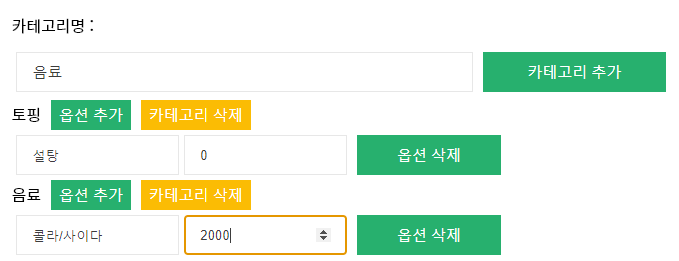 카테고리명 :
음료 카테고리 추가
토핑 옵션 추가 카테고리 삭제
설탕 0 옵션 삭제
음료 옵션 추가 카테고리 삭제
콜라/사이다 2000 옵션 삭제